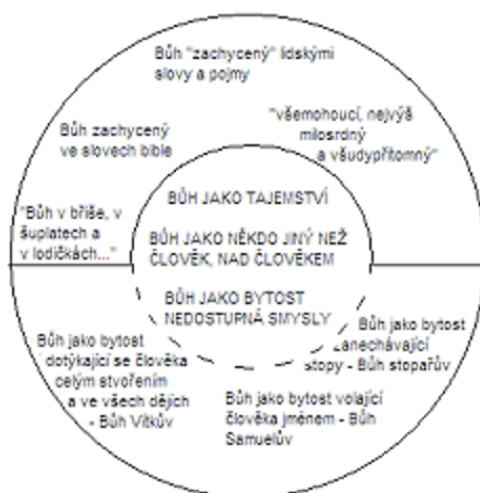 Bůh "zachycený" lidskými
slovy a pojmy
"všemohoucí, nejvýš
milosrdný
a všudypřítomný"
Bůh zachycený
ve slovech bible
"Bůh v břiše, v
šuplatech a
v lodičkách..."
BŮH JAKO TAJEMSTVÍ
BŮH JAKO NĚKDO JINÝ NEŽ
ČLOVĚK, NAD ČLOVĚKEM
BŮH JAKO BYTOST
NEDOSTUPNÁ SMYSLY
Bůh jako bytost
dotýkající se člověka
celým stvořením
a ve všech dějích
- Bůh Vítkův
Bůh jako bytost volající
člověka jménem - Bůh
Samuelův
Bůh jako bytost
zanechávající
stopy - Bůh stopařův